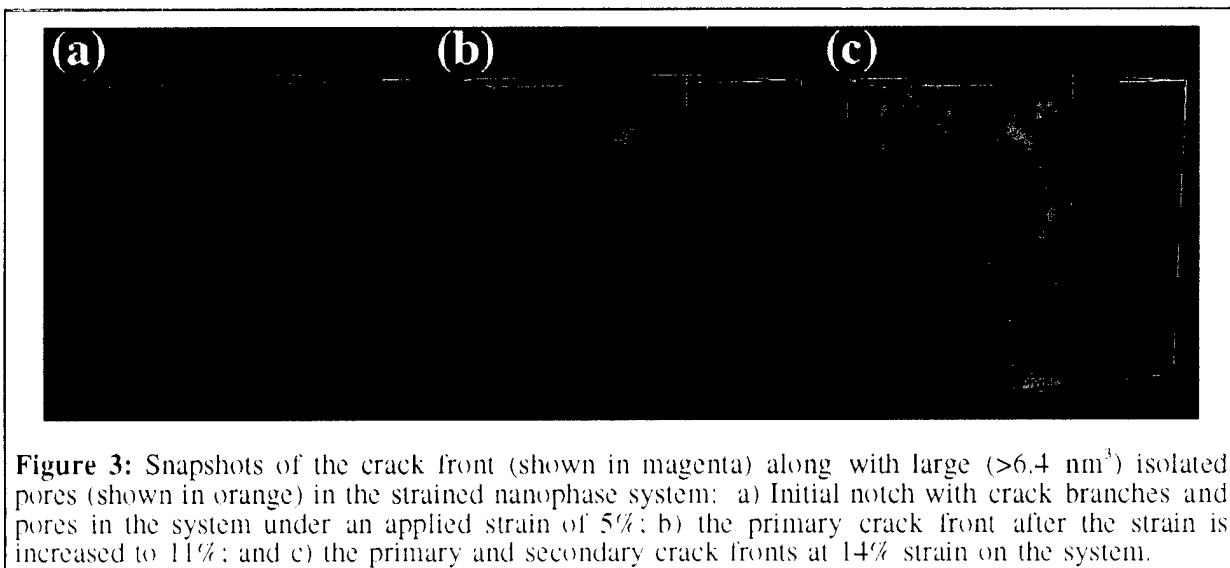 (a) (b) (c)
Figure 3: Snapshots of the crack front (shown in magenta) along with large (>6.4 nm³) isolated
pores (shown in orange) in the strained nanophase system: a) Initial notch with crack branches and
pores in the system under an applied strain of 5%; b) the primary crack front after the strain is
increased to 11%; and c) the primary and secondary crack fronts at 14% strain on the system.